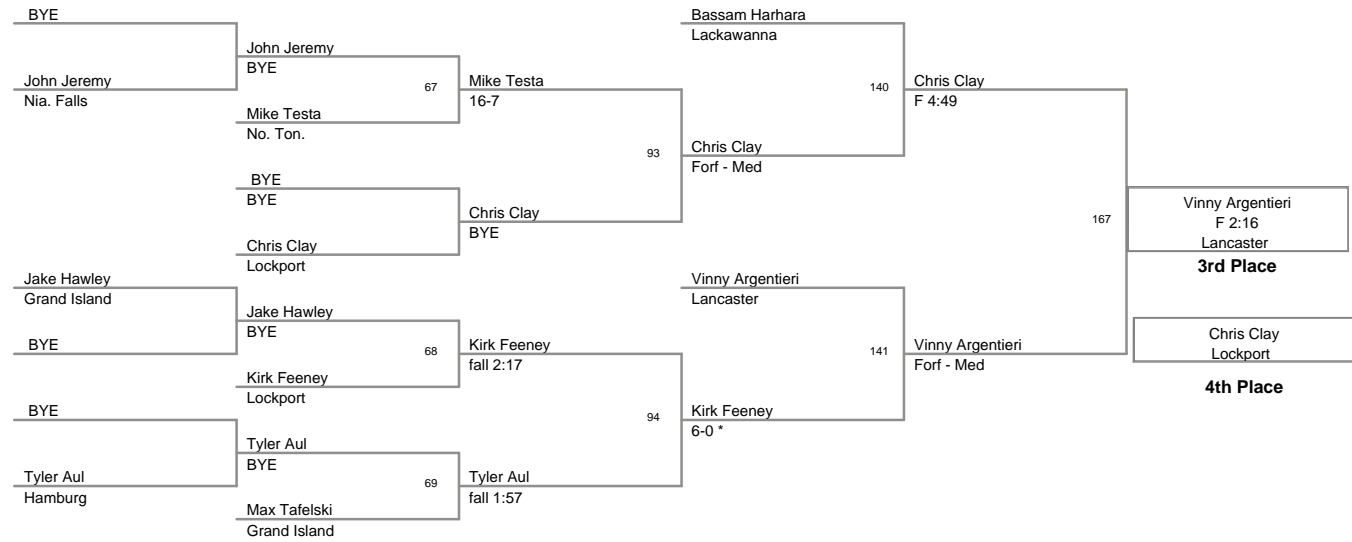 BYE
John Jeremy
Nia. Falls
Jake Hawley
Grand Island
BYE
BYE
Tyler Aul
Hamburg
John Jeremy
BYE
67
Mike Testa
No. Ton.
BYE
BYE
Chris Clay
Lockport
Jake Hawley
BYE
68
Kirk Feeney
Lockport
Tyler Aul
BYE
69
Max Tafelski
Grand Island
Mike Testa
16-7
93
Chris Clay
BYE
Kirk Feeney
fall 2:17
94
Tyler Aul
fall 1:57
Bassam Harhara
Lackawanna
140
Chris Clay
Forf - Med
Vinny Argentieri
Lancaster
141
Kirk Feeney
6-0 *
Chris Clay
F 4:49
167
Vinny Argentieri
Forf - Med
Vinny Argentieri
F 2:16
Lancaster
3rd Place
Chris Clay
Lockport
4th Place